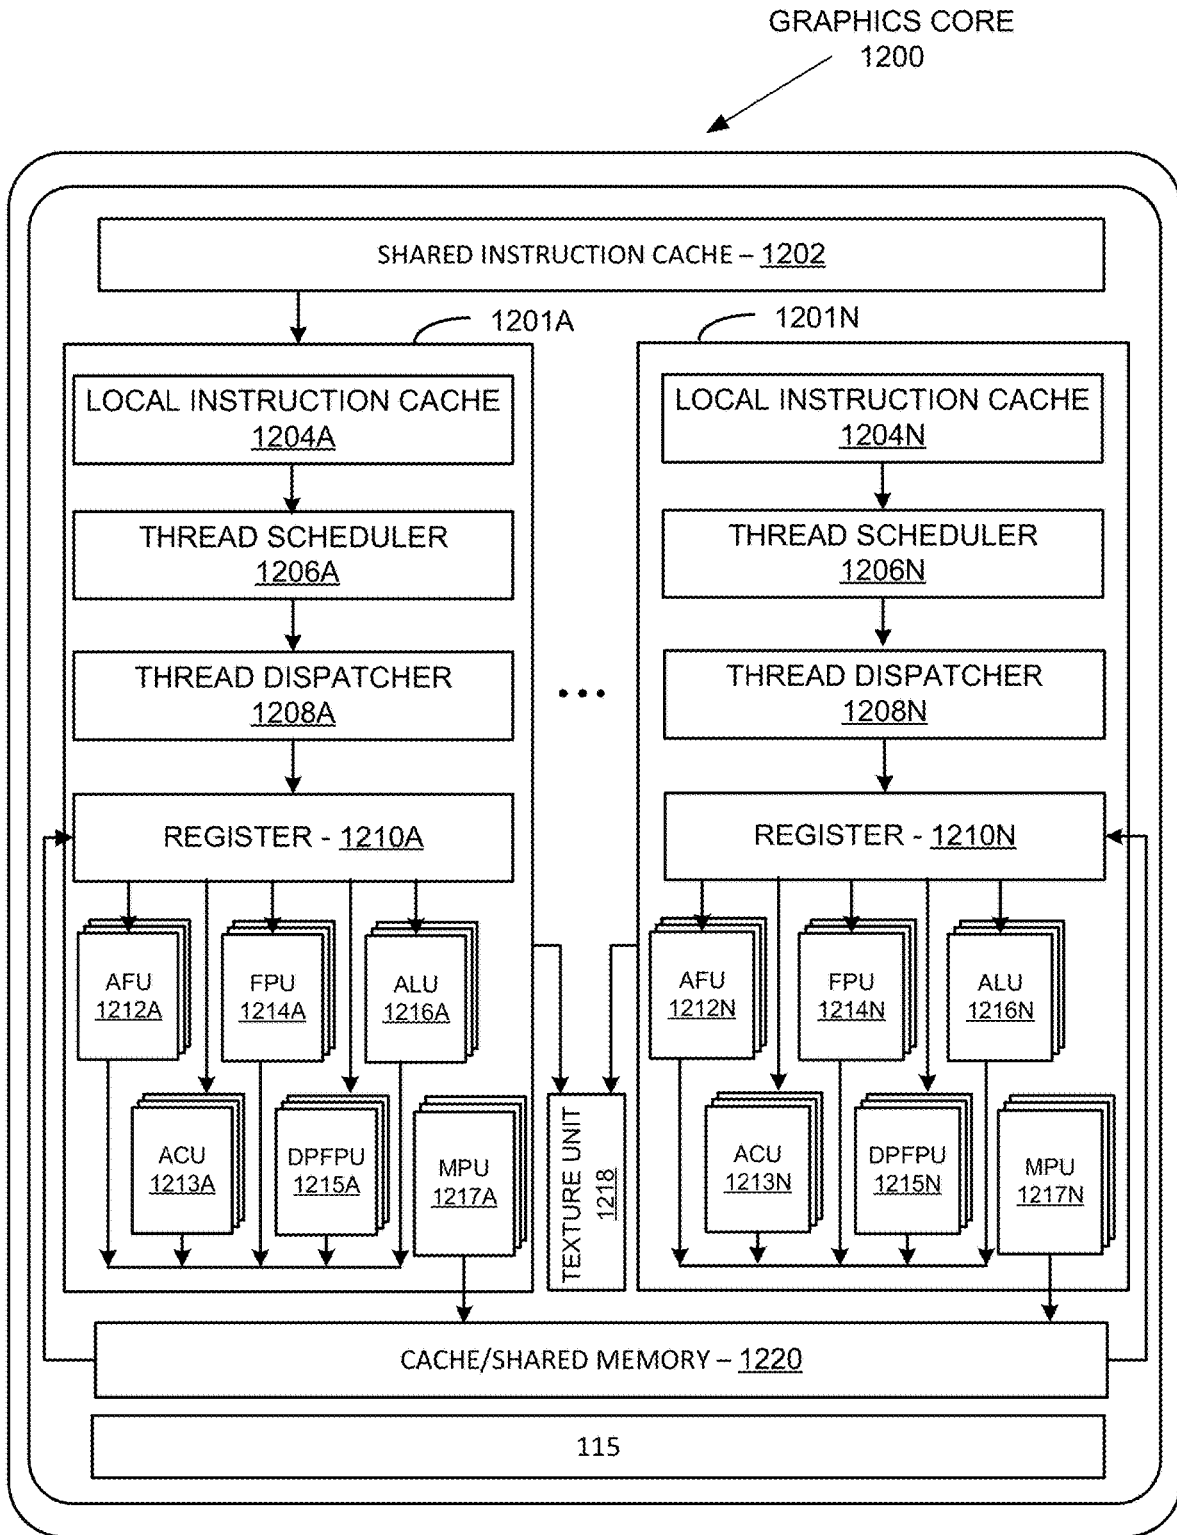 GRAPHICS CORE
1200
SHARED INSTRUCTION CACHE – 1202
1201A
LOCAL INSTRUCTION CACHE
1204A
THREAD SCHEDULER
1206A
THREAD DISPATCHER
1208A
REGISTER - 1210A
AFU
1212A
FPU
1214A
ALU
1216A
ACU
1213A
DPFPU
1215A
MPU
1217A
...
TEXTURE UNIT
1218
1201N
LOCAL INSTRUCTION CACHE
1204N
THREAD SCHEDULER
1206N
THREAD DISPATCHER
1208N
REGISTER - 1210N
AFU
1212N
FPU
1214N
ALU
1216N
ACU
1213N
DPFPU
1215N
MPU
1217N
CACHE/SHARED MEMORY – 1220
115